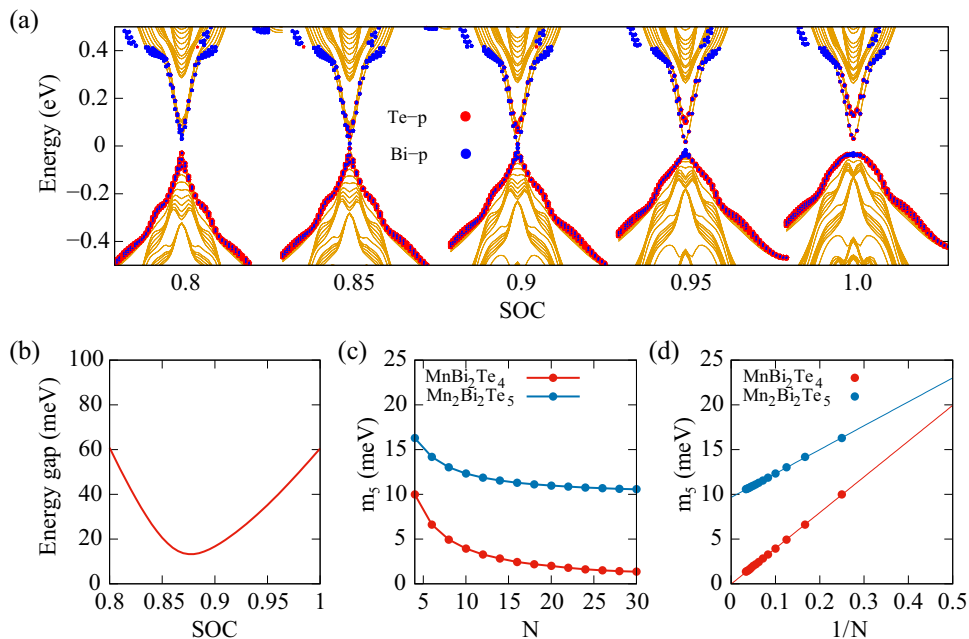 (a)
Energy (eV)
0.4
0.2
0
−0.2
−0.4
Te−p
Bi−p
0.8 0.85 0.9 0.95 1.0
SOC
(b)
Energy gap (meV)
100
80
60
40
20
0
0.8 0.85 0.9 0.95 1
SOC
(c)
m₅ (meV)
25
20
15
10
5
0
MnBi₂Te₄
Mn₂Bi₂Te₅
5 10 15 20 25 30
N
(d)
m₅ (meV)
25
20
15
10
5
0
MnBi₂Te₄
Mn₂Bi₂Te₅
0 0.1 0.2 0.3 0.4 0.5
1/N